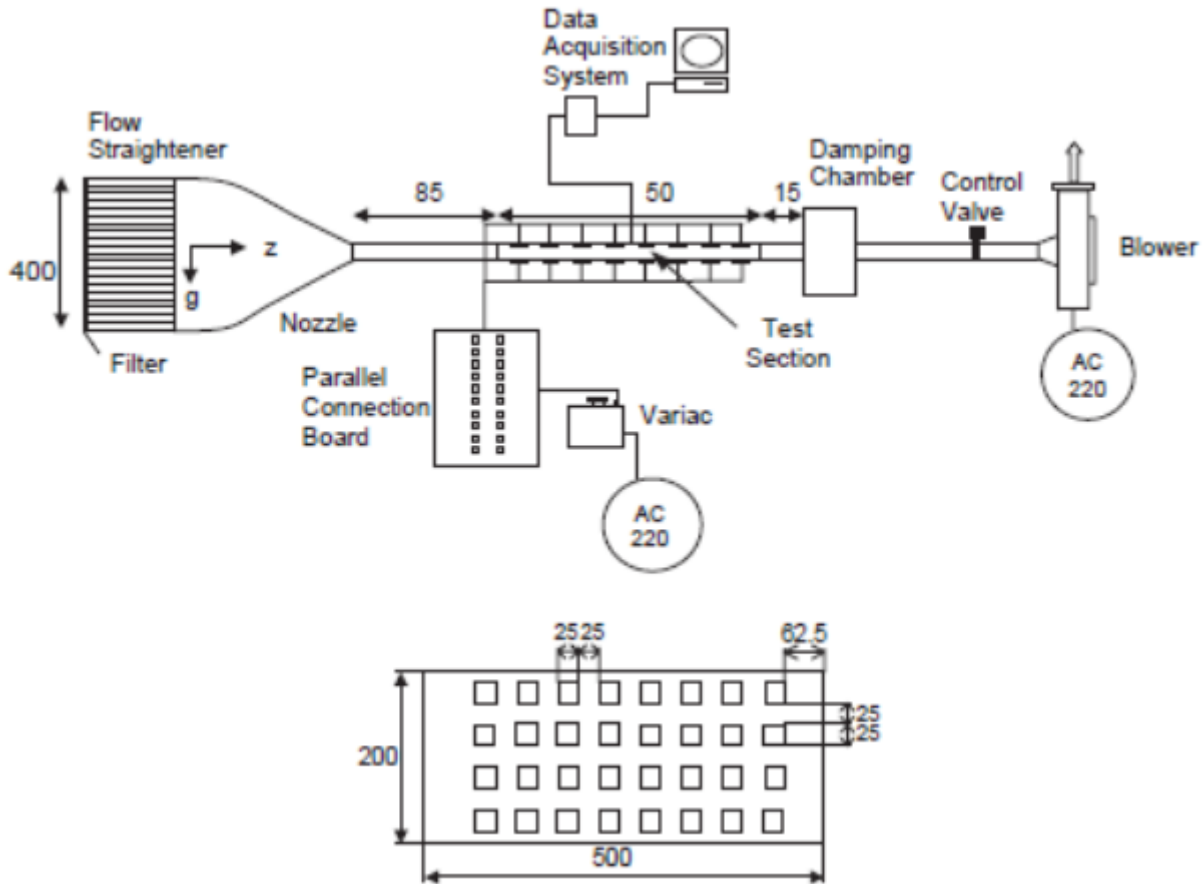 Data
Acquisition
System
Flow
Straightener
Damping
Chamber
Control
Valve
85
50
15
z
Blower
400
g
Nozzle
Test
Section
Filter
AC
220
Parallel
Connection
Board
Variac
AC
220
25 25
62.5
25
25
200
500